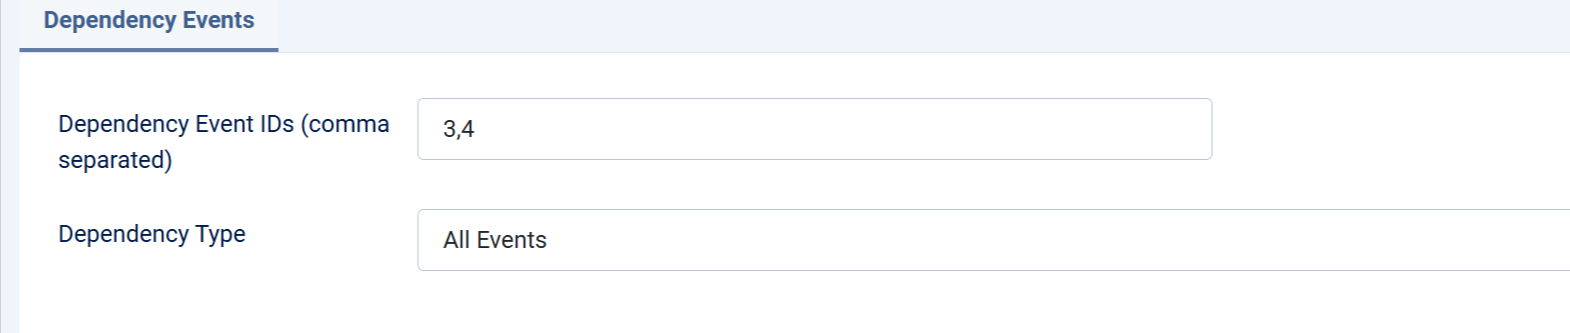 Dependency Events
Dependency Event IDs (comma
separated)
3,4
Dependency Type
All Events